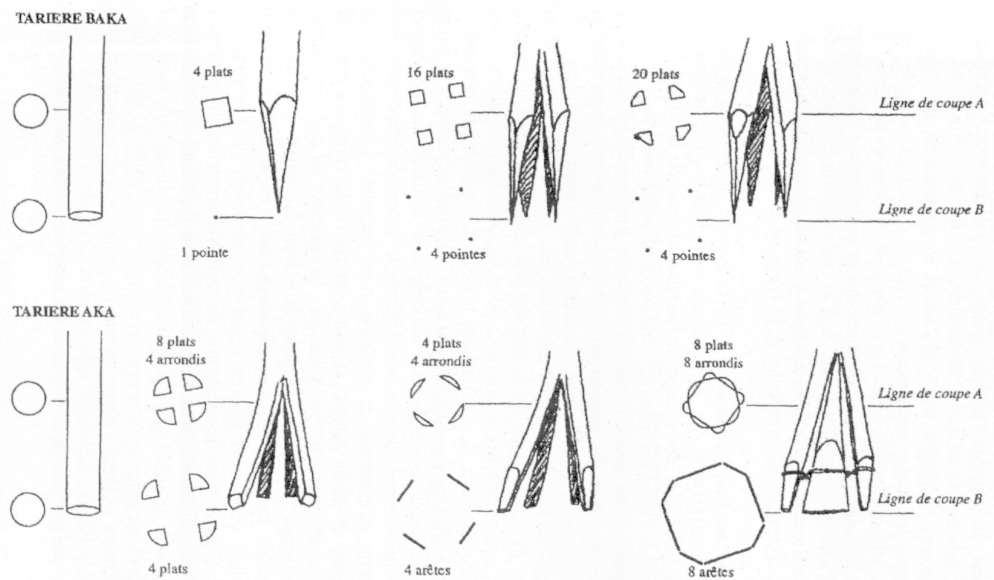 TARIERE BAKA
4 plats
16 plats
20 plats
Ligne de coupe A
Ligne de coupe B
1 pointe
4 pointes
4 pointes
TARIERE AKA
8 plats
4 arrondis
4 plats
4 arrondis
8 plats
8 arrondis
Ligne de coupe A
Ligne de coupe B
4 plats
4 arêtes
8 arêtes